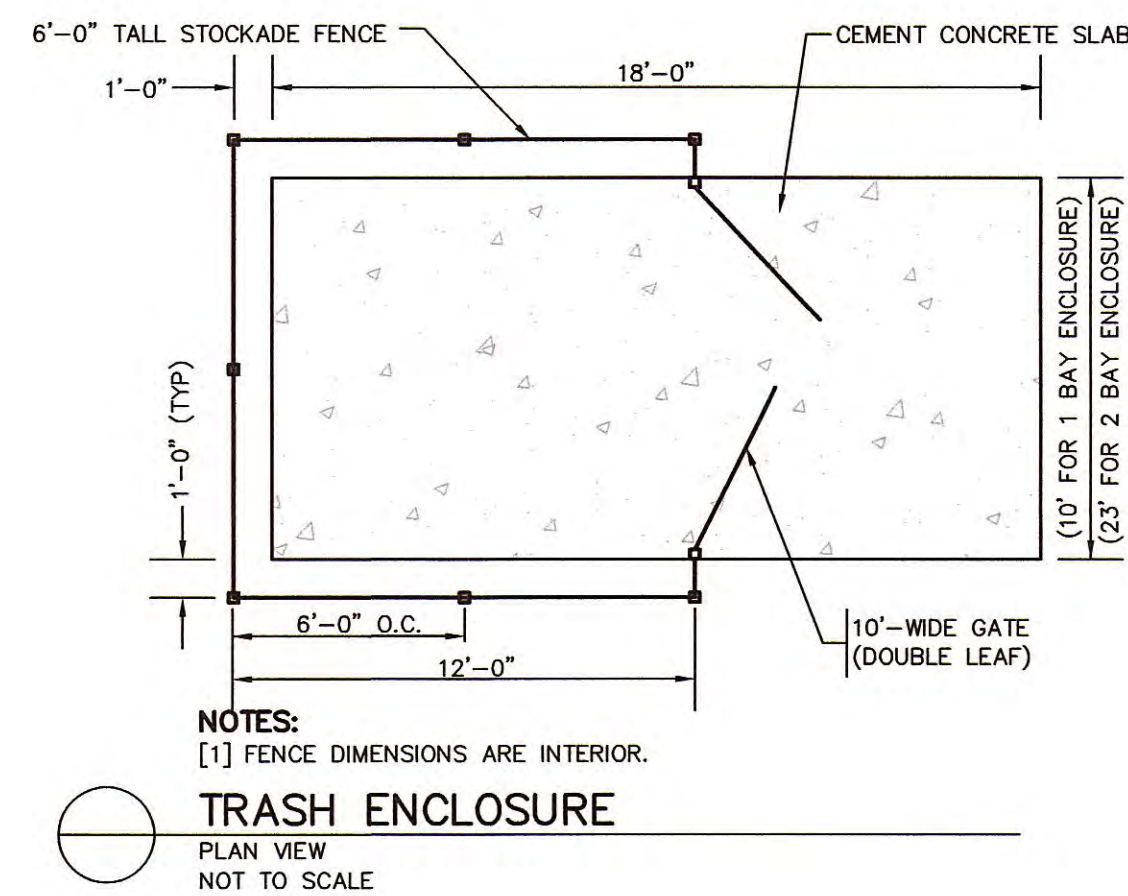 6'-0" TALL STOCKADE FENCE
CEMENT CONCRETE SLAB
1'-0"
18'-0"
1'-0" (TYP)
(10' FOR 1 BAY ENCLOSURE)
(23' FOR 2 BAY ENCLOSURE)
6'-0" O.C.
12'-0"
10'-WIDE GATE
(DOUBLE LEAF)
NOTES:
[1] FENCE DIMENSIONS ARE INTERIOR.
TRASH ENCLOSURE
PLAN VIEW
NOT TO SCALE